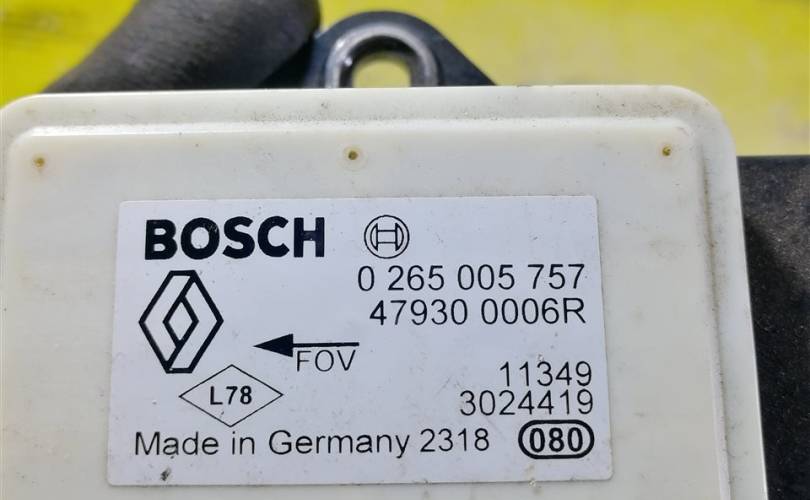 BOSCH
0 265 005 757
47930 0006R
FOV
L78
11349
3024419
Made in Germany 2318 080